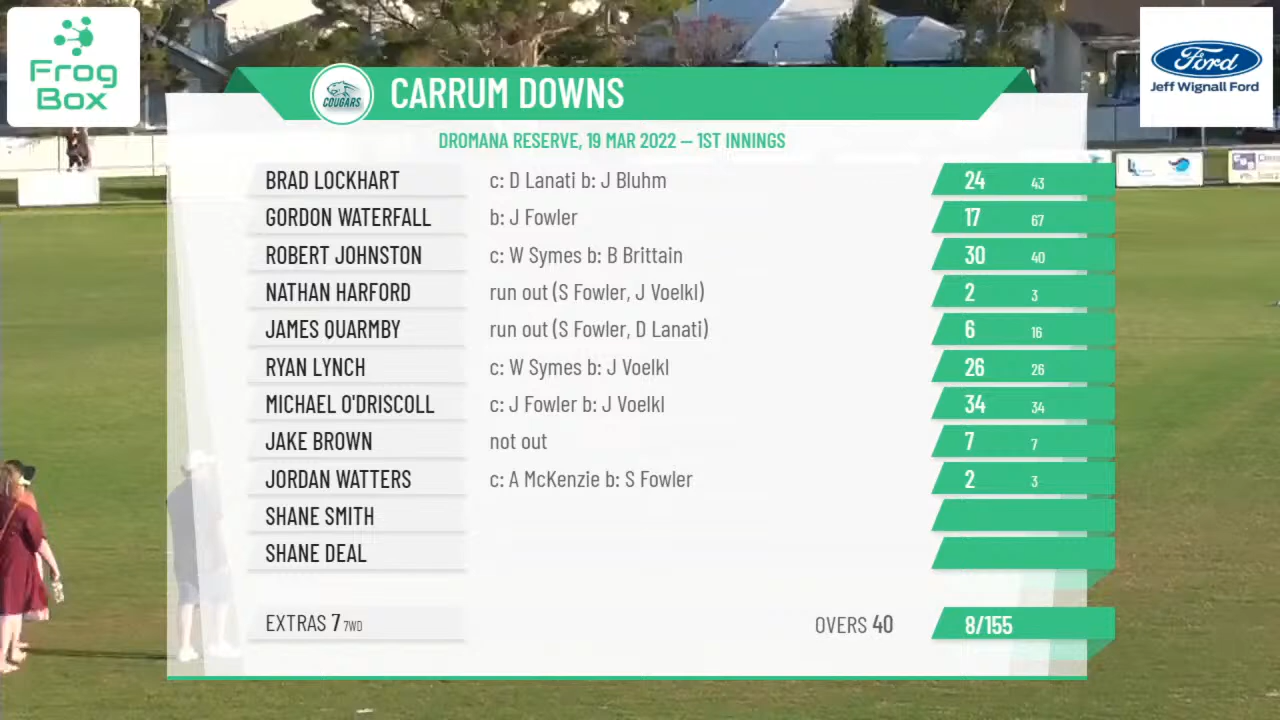 Frog
Box
COUGARS
CARRUM DOWNS
Ford
Jeff Wignall Ford
DROMANA RESERVE, 19 MAR 2022 – 1ST INNINGS
BRAD LOCKHART c: D Lanati b: J Bluhm 24 43
GORDON WATERFALL b: J Fowler 17 67
ROBERT JOHNSTON c: W Symes b: B Brittain 30 40
NATHAN HARFORD run out (S Fowler, J Voelkl) 2 3
JAMES QUARMBY run out (S Fowler, D Lanati) 6 16
RYAN LYNCH c: W Symes b: J Voelkl 26 26
MICHAEL O'DRISCOLL c: J Fowler b: J Voelkl 34 34
JAKE BROWN not out 7 7
JORDAN WATTERS c: A McKenzie b: S Fowler 2 3
SHANE SMITH
SHANE DEAL
EXTRAS 7 7WD OVERS 40 8/155